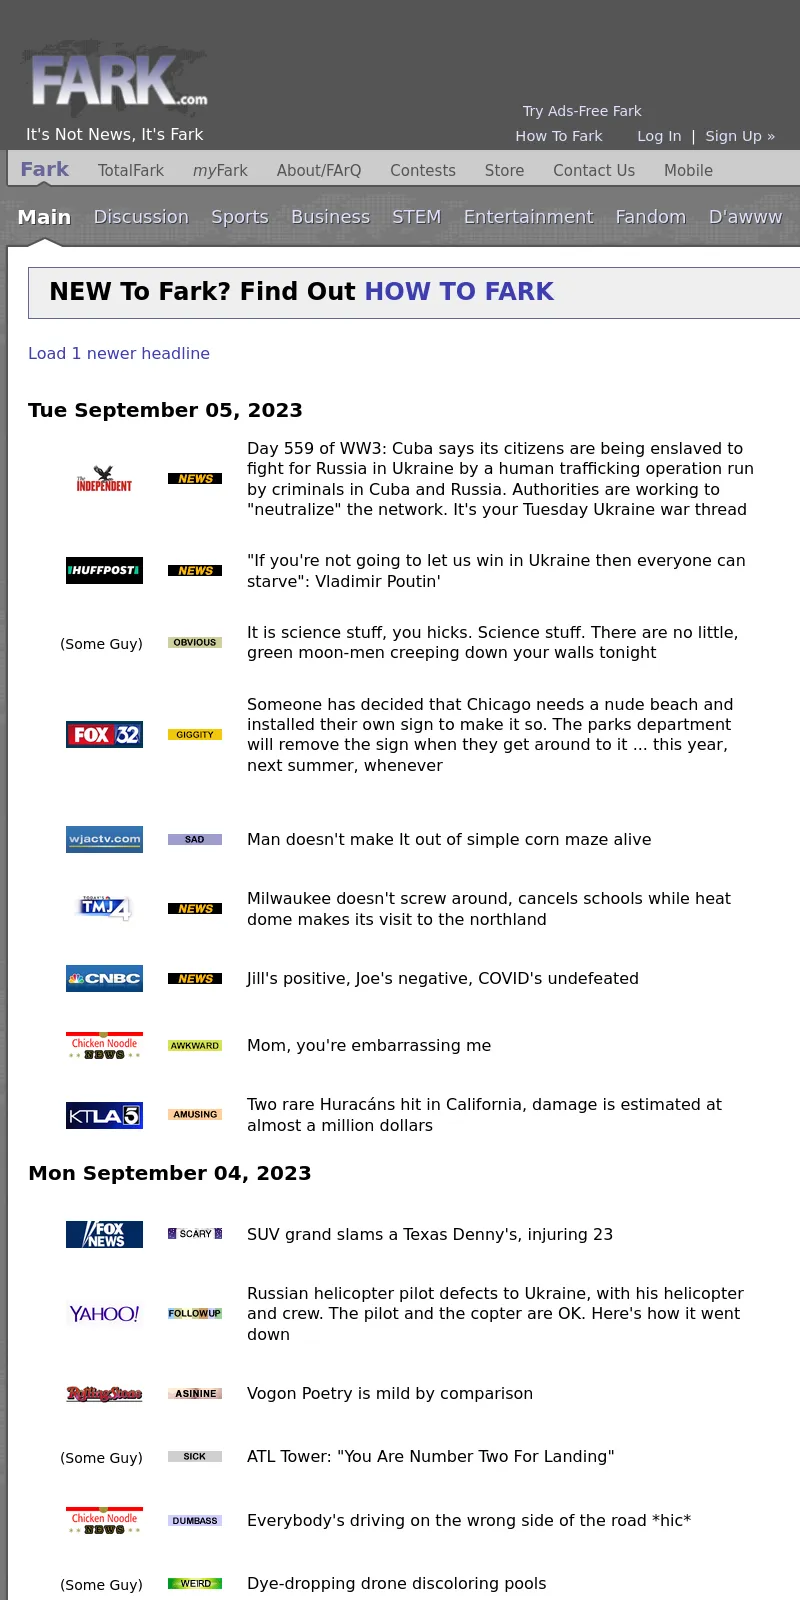 FARK.com
Try Ads-Free Fark
It's Not News, It's Fark
How To Fark Log In | Sign Up »
Fark TotalFark myFark About/FArQ Contests Store Contact Us Mobile
Main Discussion Sports Business STEM Entertainment Fandom D'awww
NEW To Fark? Find Out HOW TO FARK
Load 1 newer headline
Tue September 05, 2023
The INDEPENDENT
NEWS
Day 559 of WW3: Cuba says its citizens are being enslaved to
fight for Russia in Ukraine by a human trafficking operation run
by criminals in Cuba and Russia. Authorities are working to
"neutralize" the network. It's your Tuesday Ukraine war thread
HUFFPOST
NEWS
"If you're not going to let us win in Ukraine then everyone can
starve": Vladimir Poutin'
(Some Guy)
OBVIOUS
It is science stuff, you hicks. Science stuff. There are no little,
green moon-men creeping down your walls tonight
FOX 32
GIGGITY
Someone has decided that Chicago needs a nude beach and
installed their own sign to make it so. The parks department
will remove the sign when they get around to it ... this year,
next summer, whenever
wjactv.com
SAD
Man doesn't make It out of simple corn maze alive
TODAY'S TMJ4
NEWS
Milwaukee doesn't screw around, cancels schools while heat
dome makes its visit to the northland
CNBC
NEWS
Jill's positive, Joe's negative, COVID's undefeated
Chicken Noodle
NEWS
AWKWARD
Mom, you're embarrassing me
KTLA 5
AMUSING
Two rare Huracáns hit in California, damage is estimated at
almost a million dollars
Mon September 04, 2023
FOX
NEWS
SCARY
SUV grand slams a Texas Denny's, injuring 23
YAHOO!
FOLLOWUP
Russian helicopter pilot defects to Ukraine, with his helicopter
and crew. The pilot and the copter are OK. Here's how it went
down
RollingStone
ASININE
Vogon Poetry is mild by comparison
(Some Guy)
SICK
ATL Tower: "You Are Number Two For Landing"
Chicken Noodle
NEWS
DUMBASS
Everybody's driving on the wrong side of the road *hic*
(Some Guy)
WEIRD
Dye-dropping drone discoloring pools